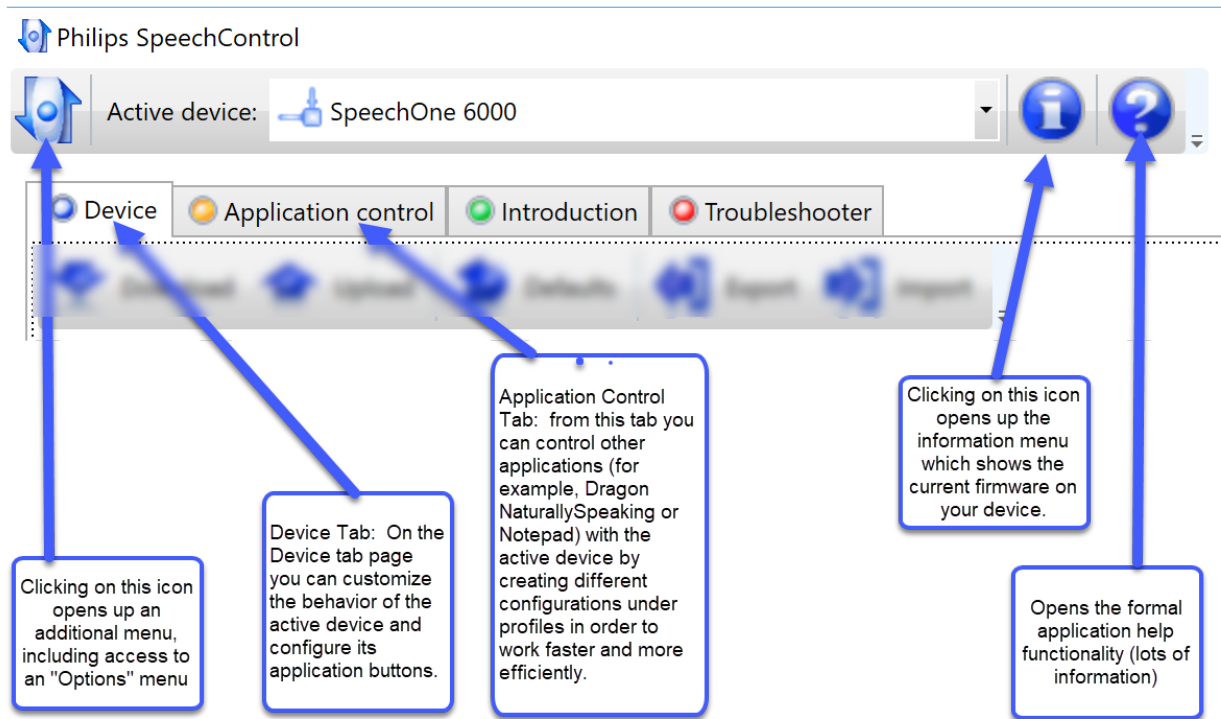 Philips SpeechControl
Active device: SpeechOne 6000
Device
Application control
Introduction
Troubleshooter
Download
Upload
Defaults
Export
Import
Clicking on this icon
opens up an
additional menu,
including access to
an "Options" menu
Device Tab: On the
Device tab page
you can customize
the behavior of the
active device and
configure its
application buttons.
Application Control
Tab: from this tab you
can control other
applications (for
example, Dragon
NaturallySpeaking or
Notepad) with the
active device by
creating different
configurations under
profiles in order to
work faster and more
efficiently.
Clicking on this icon
opens up the
information menu
which shows the
current firmware on
your device.
Opens the formal
application help
functionality (lots of
information)